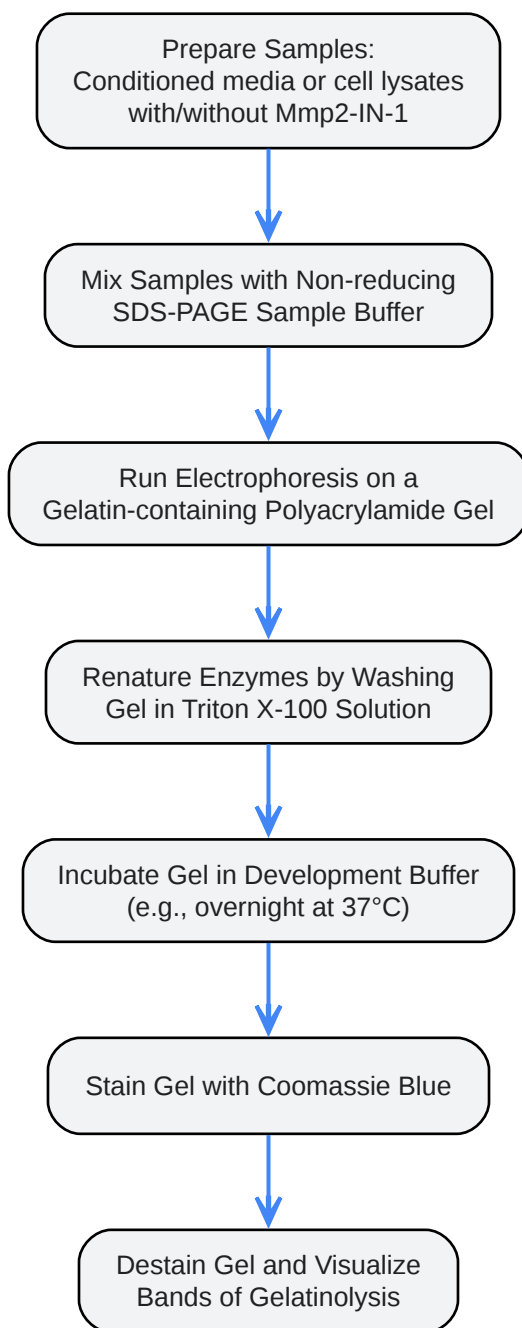 Prepare Samples:
Conditioned media or cell lysates
with/without Mmp2-IN-1
Mix Samples with Non-reducing
SDS-PAGE Sample Buffer
Run Electrophoresis on a
Gelatin-containing Polyacrylamide Gel
Renature Enzymes by Washing
Gel in Triton X-100 Solution
Incubate Gel in Development Buffer
(e.g., overnight at 37°C)
Stain Gel with Coomassie Blue
Destain Gel and Visualize
Bands of Gelatinolysis